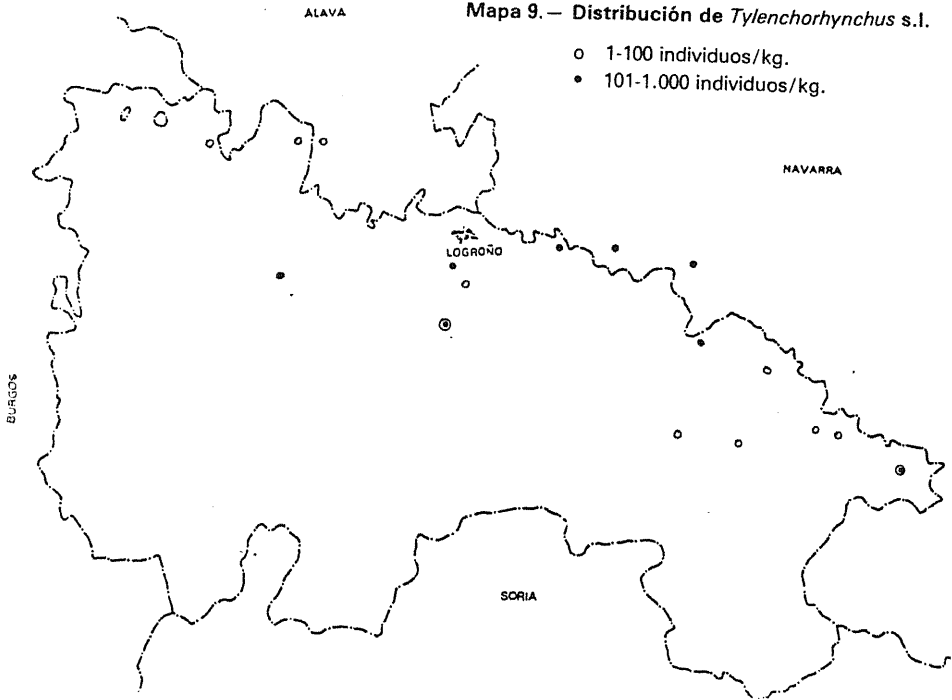 ALAVA
Mapa 9.— Distribución de Tylenchorhynchus s.l.
o 1-100 individuos/kg.
• 101-1.000 individuos/kg.
NAVARRA
LOGROÑO
BURGOS
SORIA